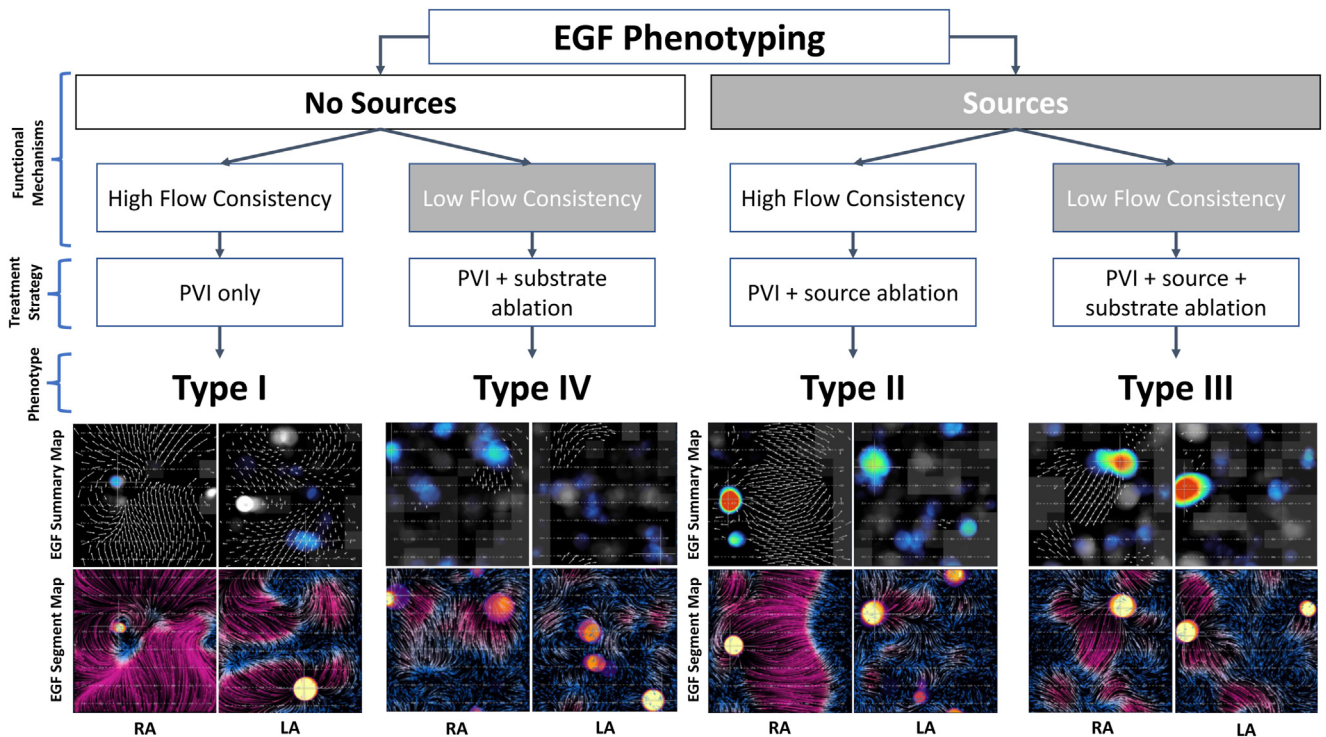 EGF Phenotyping
No Sources
Sources
Functional
Mechanisms
High Flow Consistency
Low Flow Consistency
High Flow Consistency
Low Flow Consistency
Treatment
Strategy
PVI only
PVI + substrate
ablation
PVI + source ablation
PVI + source +
substrate ablation
Phenotype
Type I
Type IV
Type II
Type III
EGF Summary Map
EGF Summary Map
EGF Summary Map
EGF Segment Map
EGF Segment Map
EGF Segment Map
RA
LA
RA
LA
RA
LA
RA
LA